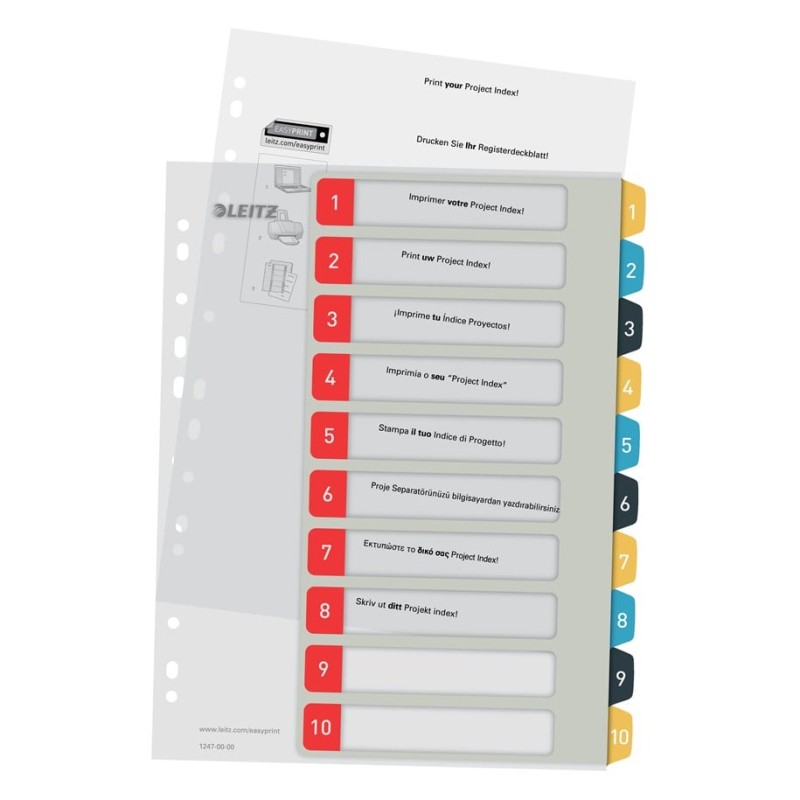 Print your Project Index!
EASYPRINT
leitz.com/easyprint
Drucken Sie Ihr Registerdeckblatt!
LEITZ
1
2
3
1 Imprimer votre Project Index! 1
2 Print uw Project Index! 2
3 ¡Imprime tu Índice Proyectos! 3
4 Imprimia o seu "Project Index" 4
5 Stampa il tuo Indice di Progetto! 5
6 Proje Separatörünüzü bilgisayardan yazdırabilirsiniz 6
7 Εκτυπώστε το δικό σας Project Index! 7
8 Skriv ut ditt Projekt index! 8
9 9
10 10
www.leitz.com/easyprint
1247-00-00